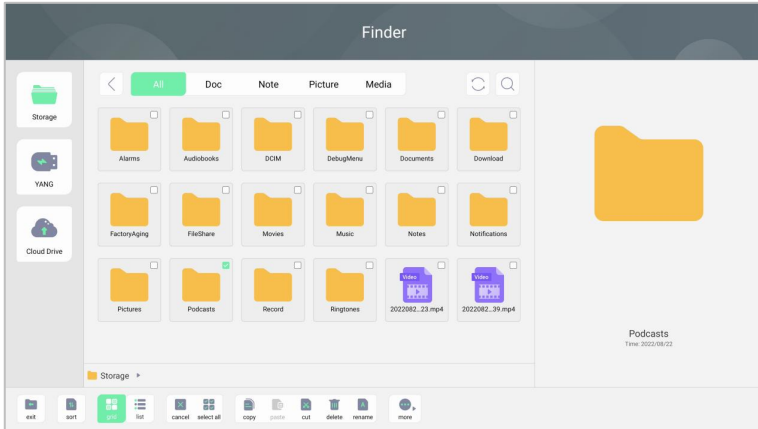 Finder
Storage
YANG
Cloud Drive
All Doc Note Picture Media
Alarms Audiobooks DCIM DebugMenu Documents Download
FactoryAging FileShare Movies Music Notes Notifications
Video Video
Pictures Podcasts Record Ringtones 2022082...23.mp4 2022082...39.mp4
Podcasts
Time: 2022/08/22
Storage
exit sort grid list cancel select all copy paste cut delete rename more